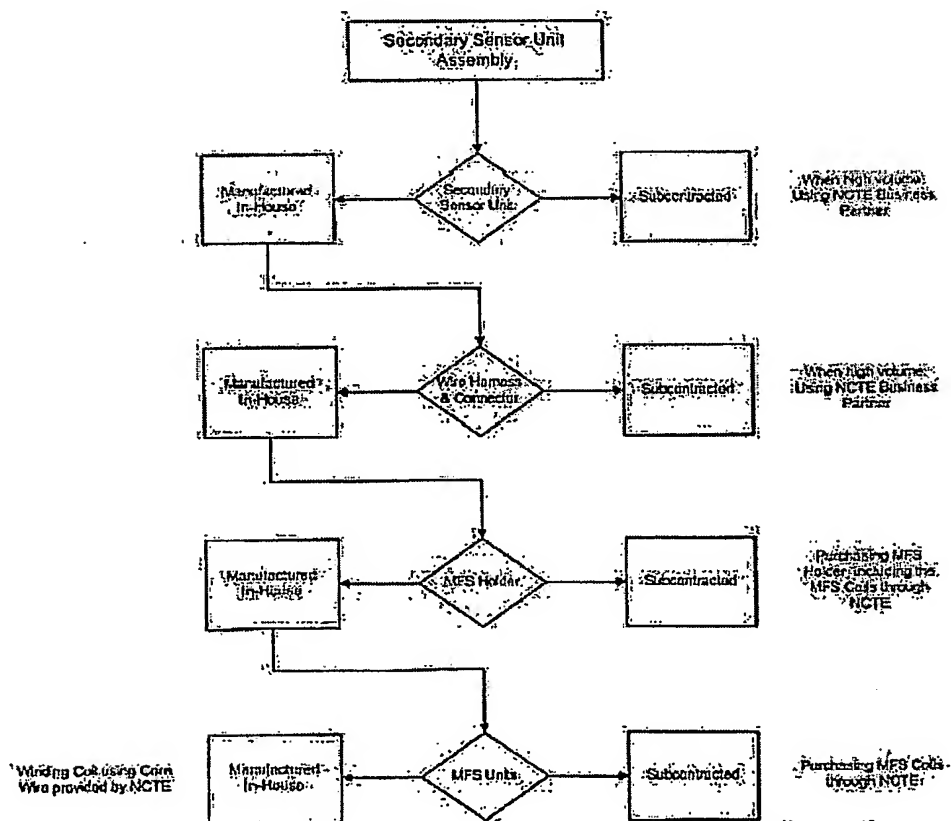 Secondary Sensor Unit
Assembly
Manufactured
In-House
Secondary
Sensor Unit
Subcontracted
When high volume:
Using NCTE Business
Partner
Manufactured
In-House
Wire Harness
& Connector
Subcontracted
When high volume:
Using NCTE Business
Partner
Manufactured
In-House
MFS Holder
Subcontracted
Purchasing MFS
Holder including the
MFS Coils through
NCTE
Winding Coil using
Wire provided by NCTE
Manufactured
In-House
MFS Units
Subcontracted
Purchasing MFS Coils
through NCTE